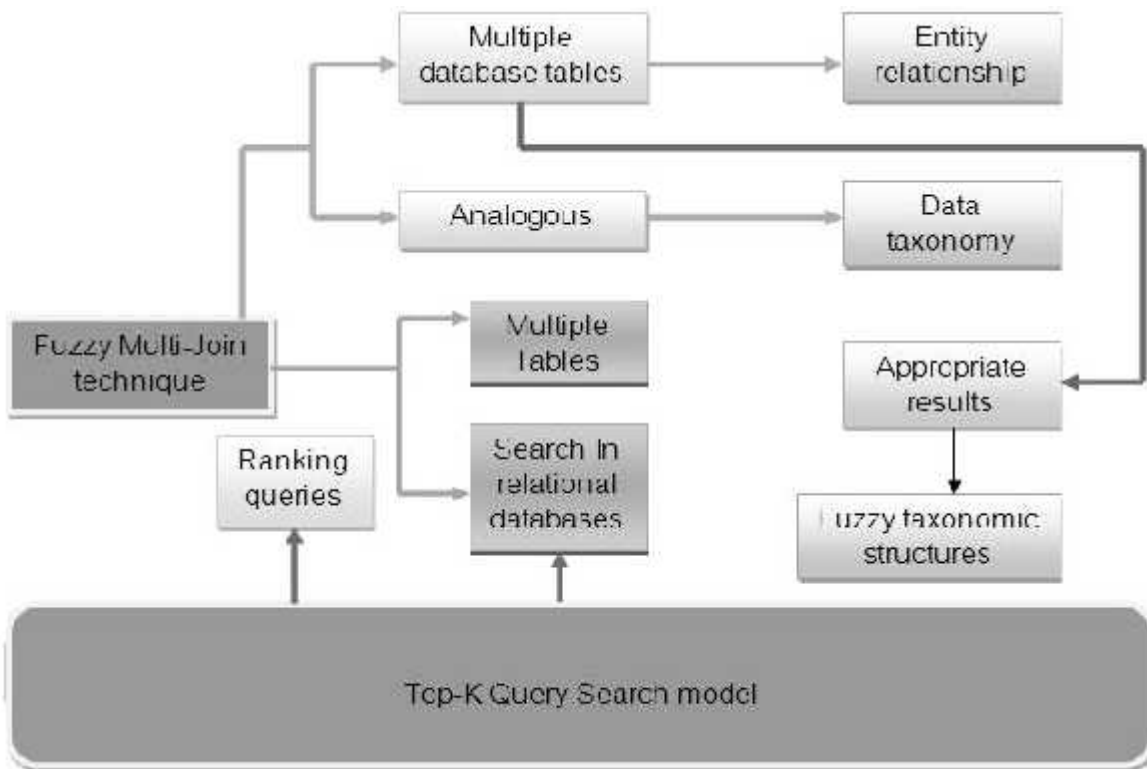 Multiple
database tables
Entity
relationship
Analogous
Data
taxonomy
Fuzzy Multi-Join
technique
Multiple
Tables
Appropriate
results
Ranking
queries
Search In
relational
databases
Fuzzy taxonomic
structures
Top-K Query Search model